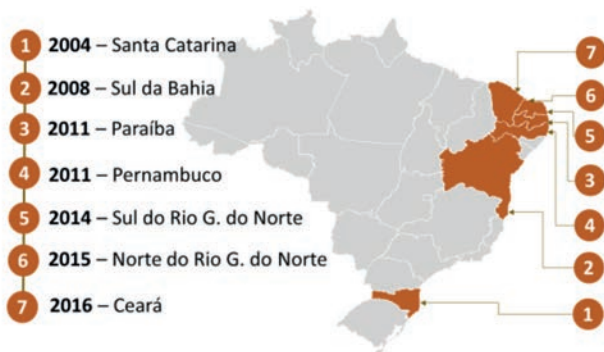 1 2004 – Santa Catarina
2 2008 – Sul da Bahia
3 2011 – Paraíba
4 2011 – Pernambuco
5 2014 – Sul do Rio G. do Norte
6 2015 – Norte do Rio G. do Norte
7 2016 – Ceará
7
6
5
3
4
2
1